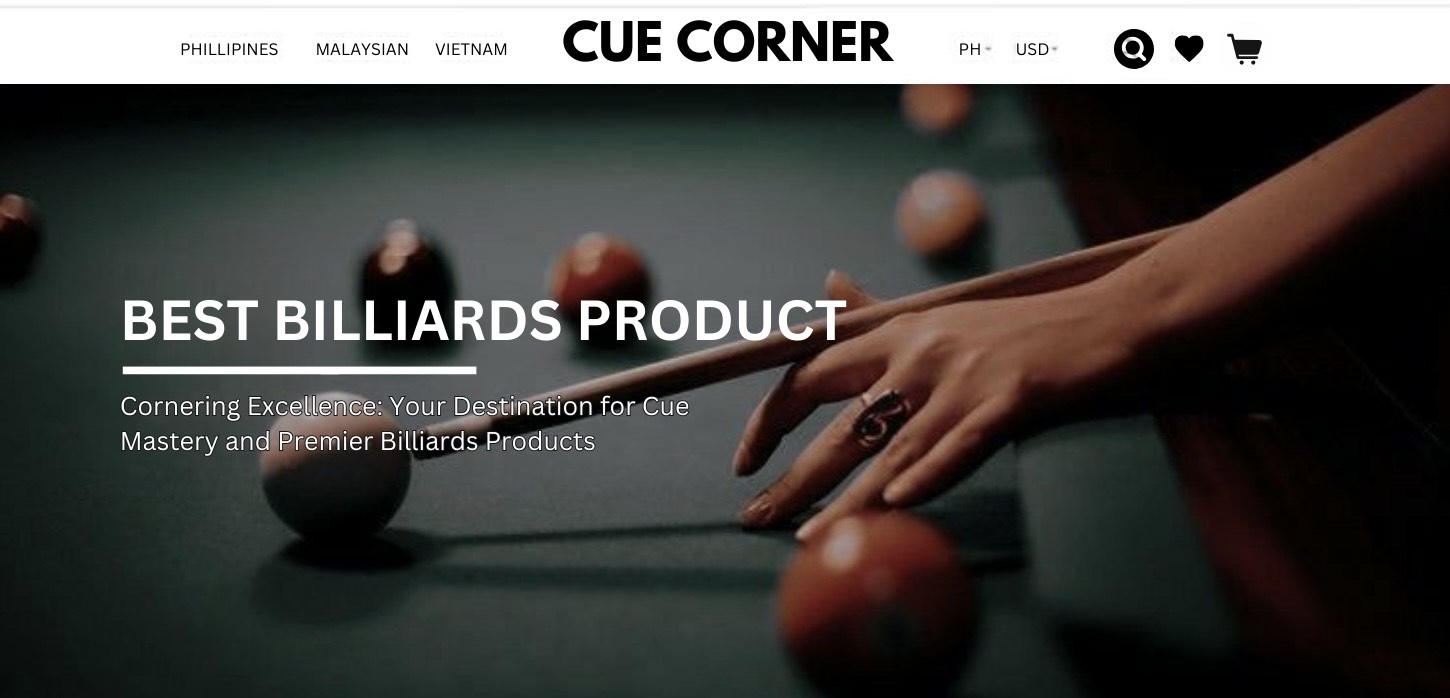 PHILLIPINES MALAYSIAN VIETNAM CUE CORNER PH USD
BEST BILLIARDS PRODUCT
Cornering Excellence: Your Destination for Cue
Mastery and Premier Billiards Products